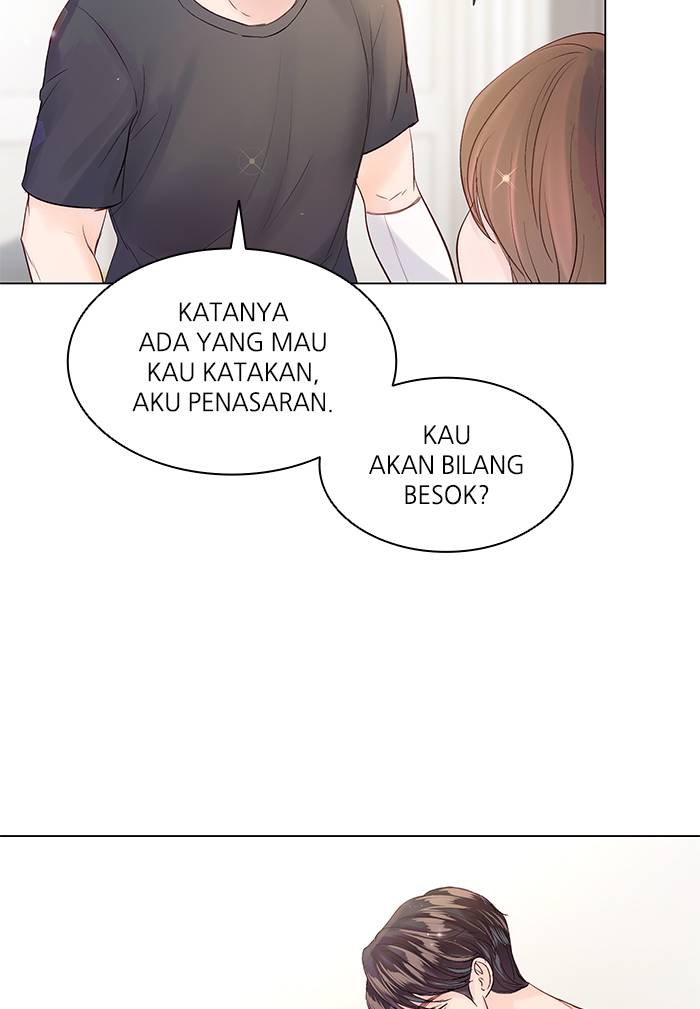 KATANYA
ADA YANG MAU
KAU KATAKAN,
AKU PENASARAN.
KAU
AKAN BILANG
BESOK?